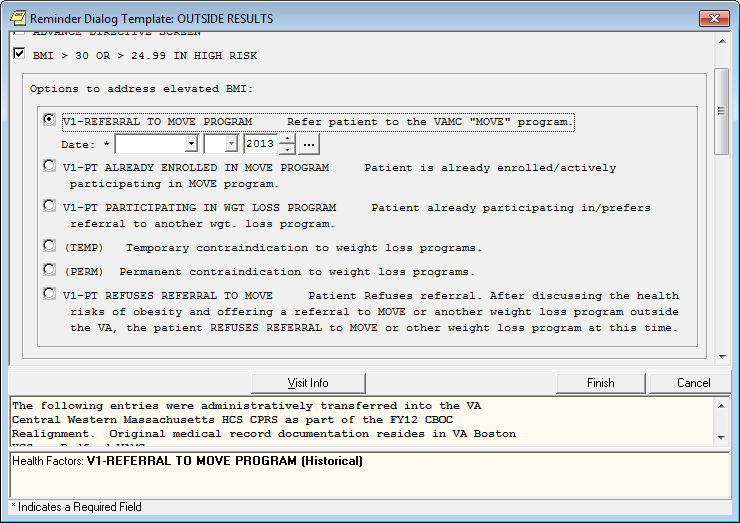 Reminder Dialog Template: OUTSIDE RESULTS
ADVANCE DIRECTIVE SCREEN
BMI > 30 OR > 24.99 IN HIGH RISK
Options to address elevated BMI:
V1-REFERRAL TO MOVE PROGRAM Refer patient to the VAMC "MOVE" program.
Date: * 2013 ...
V1-PT ALREADY ENROLLED IN MOVE PROGRAM Patient is already enrolled/actively
participating in MOVE program.
V1-PT PARTICIPATING IN WGT LOSS PROGRAM Patient already participating in/prefers
referral to another wgt. loss program.
(TEMP) Temporary contraindication to weight loss programs.
(PERM) Permanent contraindication to weight loss programs.
V1-PT REFUSES REFERRAL TO MOVE Patient Refuses referral. After discussing the health
risks of obesity and offering a referral to MOVE or another weight loss program outside
the VA, the patient REFUSES REFERRAL TO MOVE or other weight loss program at this time.
Visit Info Finish Cancel
The following entries were administratively transferred into the VA
Central Western Massachusetts HCS CPRS as part of the FY12 CBOC
Realignment. Original medical record documentation resides in VA Boston
Health Factors: V1-REFERRAL TO MOVE PROGRAM (Historical)
* Indicates a Required Field